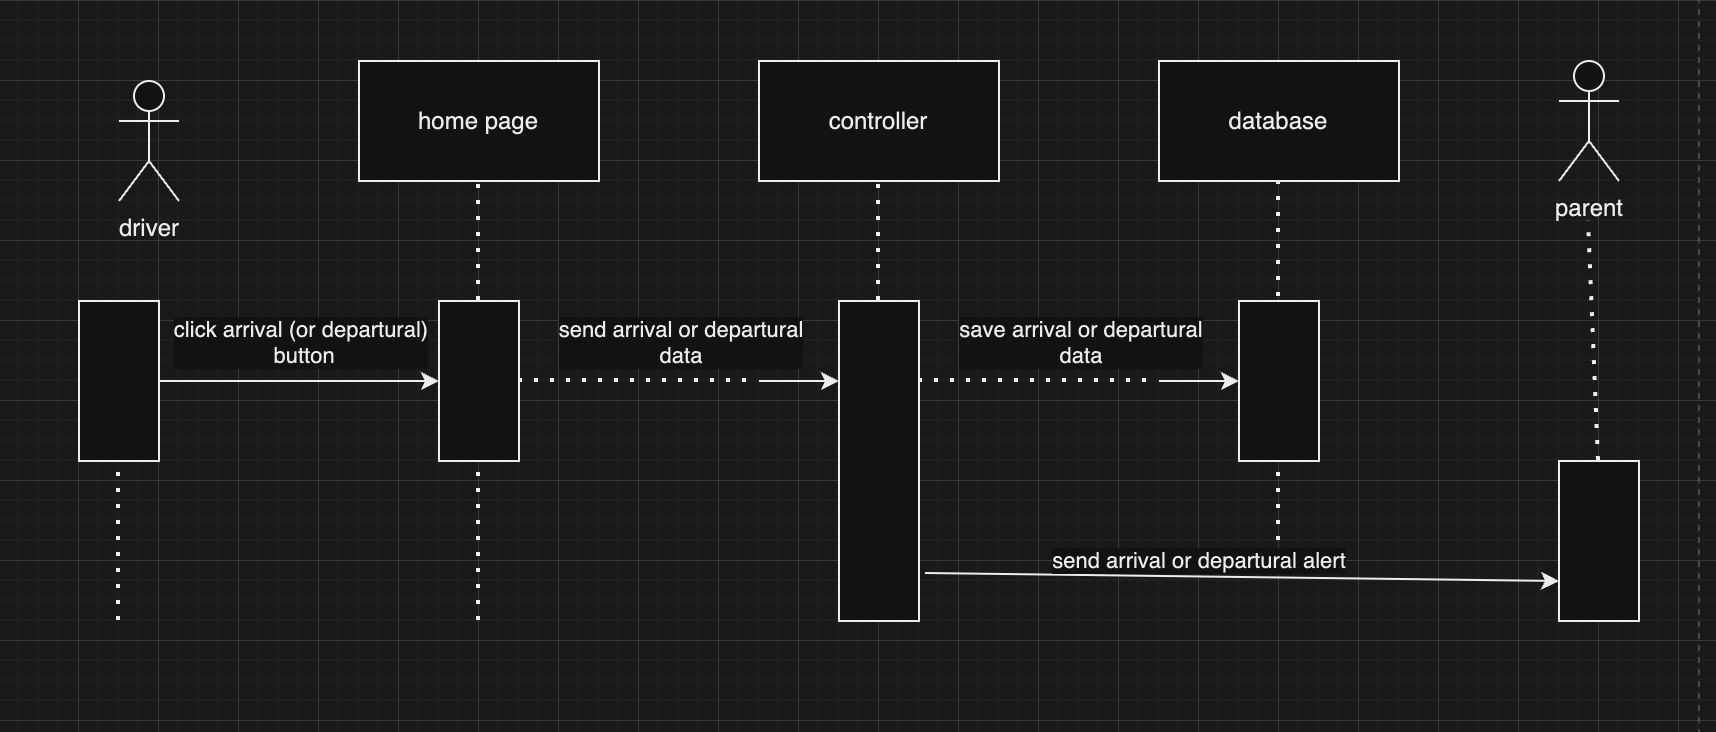 home page
controller
database
driver
parent
click arrival (or departural)
button
send arrival or departural
data
save arrival or departural
data
send arrival or departural alert